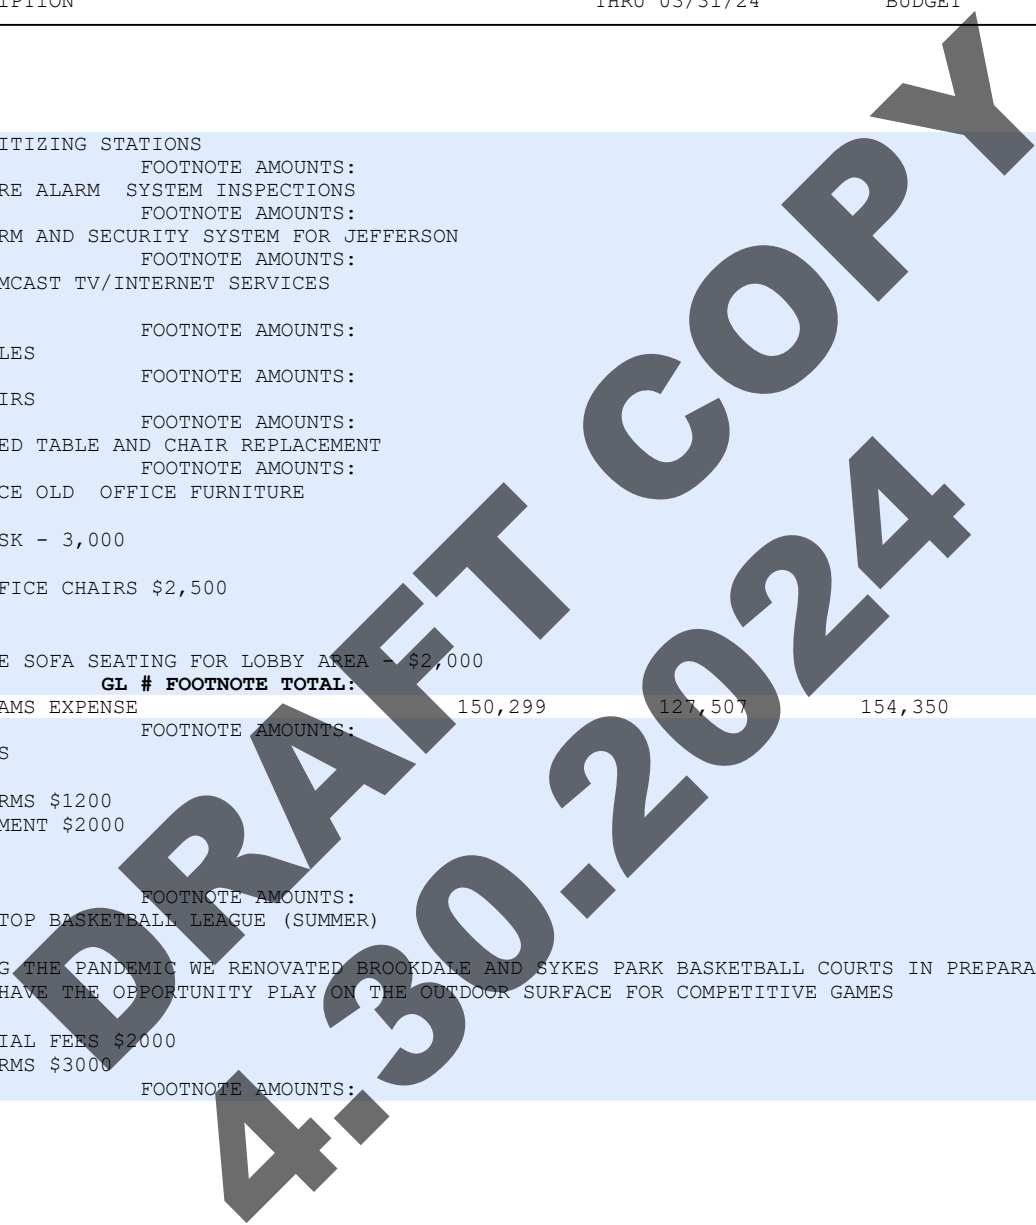 IPTION THRU 03/31/24 BUDGET
ITIZING STATIONS
FOOTNOTE AMOUNTS:
RE ALARM SYSTEM INSPECTIONS
FOOTNOTE AMOUNTS:
RM AND SECURITY SYSTEM FOR JEFFERSON
FOOTNOTE AMOUNTS:
MCAST TV/INTERNET SERVICES
FOOTNOTE AMOUNTS:
LES
FOOTNOTE AMOUNTS:
IRS
FOOTNOTE AMOUNTS:
ED TABLE AND CHAIR REPLACEMENT
FOOTNOTE AMOUNTS:
CE OLD OFFICE FURNITURE
SK - 3,000
FICE CHAIRS $2,500
E SOFA SEATING FOR LOBBY AREA - $2,000
GL # FOOTNOTE TOTAL:
AMS EXPENSE 150,299 127,507 154,350
FOOTNOTE AMOUNTS:
S
RMS $1200
MENT $2000
FOOTNOTE AMOUNTS:
TOP BASKETBALL LEAGUE (SUMMER)
G THE PANDEMIC WE RENOVATED BROOKDALE AND SYKES PARK BASKETBALL COURTS IN PREPARA
HAVE THE OPPORTUNITY PLAY ON THE OUTDOOR SURFACE FOR COMPETITIVE GAMES
IAL FEES $2000
RMS $3000
FOOTNOTE AMOUNTS:
DRAFT COPY
4.30.2024